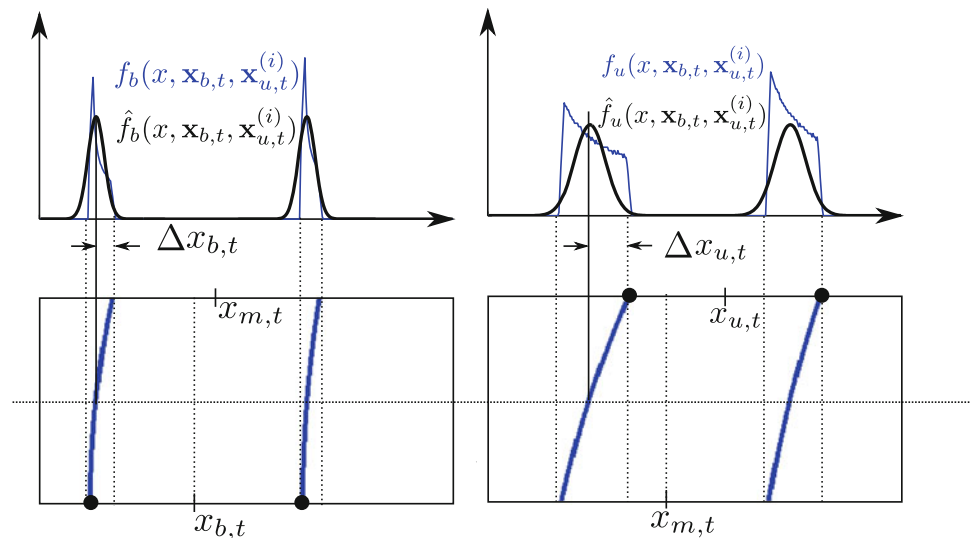 f_b(x, x_{b,t}, x_{u,t}^{(i)})
\hat{f}_b(x, x_{b,t}, x_{u,t}^{(i)})
Δx_{b,t}
x_{m,t}
x_{b,t}
f_u(x, x_{b,t}, x_{u,t}^{(i)})
\hat{f}_u(x, x_{b,t}, x_{u,t}^{(i)})
Δx_{u,t}
x_{u,t}
x_{m,t}